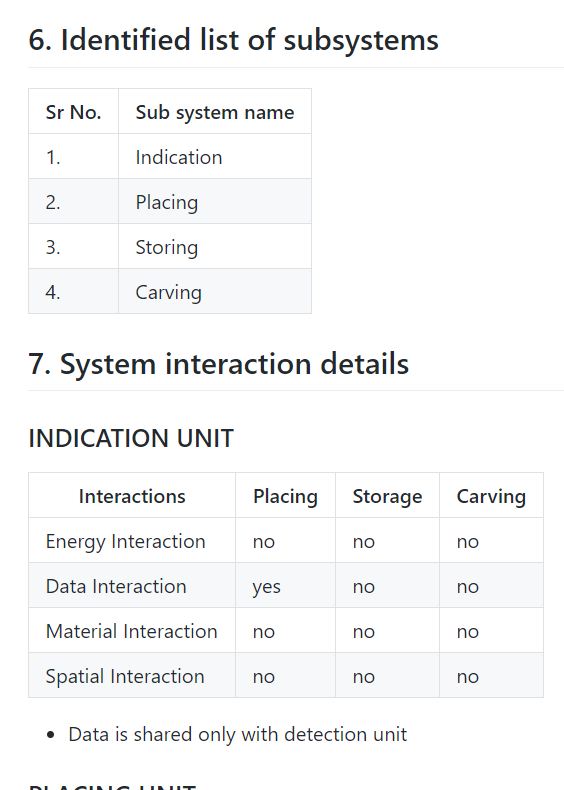 6. Identified list of subsystems
Sr No. Sub system name
1. Indication
2. Placing
3. Storing
4. Carving
7. System interaction details
INDICATION UNIT
Interactions Placing Storage Carving
Energy Interaction no no no
Data Interaction yes no no
Material Interaction no no no
Spatial Interaction no no no
• Data is shared only with detection unit
PLACING UNIT